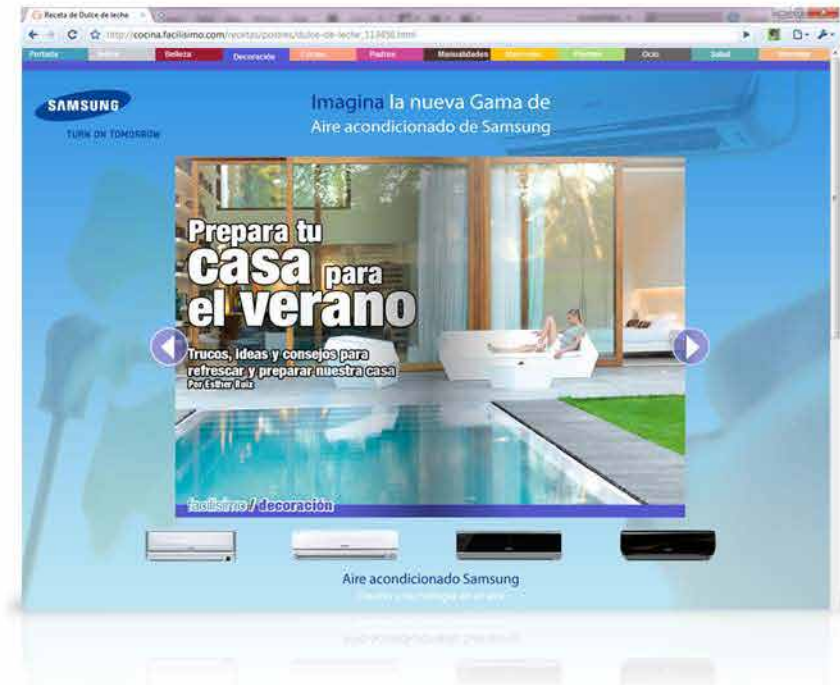 Receta de Dulce de leche
http://cocina.facilisimo.com/recetas/postres/dulce-de-leche_113456.html
Portada Belleza Decoración Padres Manualidades Ocio Salud
SAMSUNG
TURN ON TOMORROW
Imagina la nueva Gama de
Aire acondicionado de Samsung
Prepara tu
casa para
el verano
Trucos, ideas y consejos para
refrescar y preparar nuestra casa
Por Esther Ruiz
facilisimo / decoración
Aire acondicionado Samsung